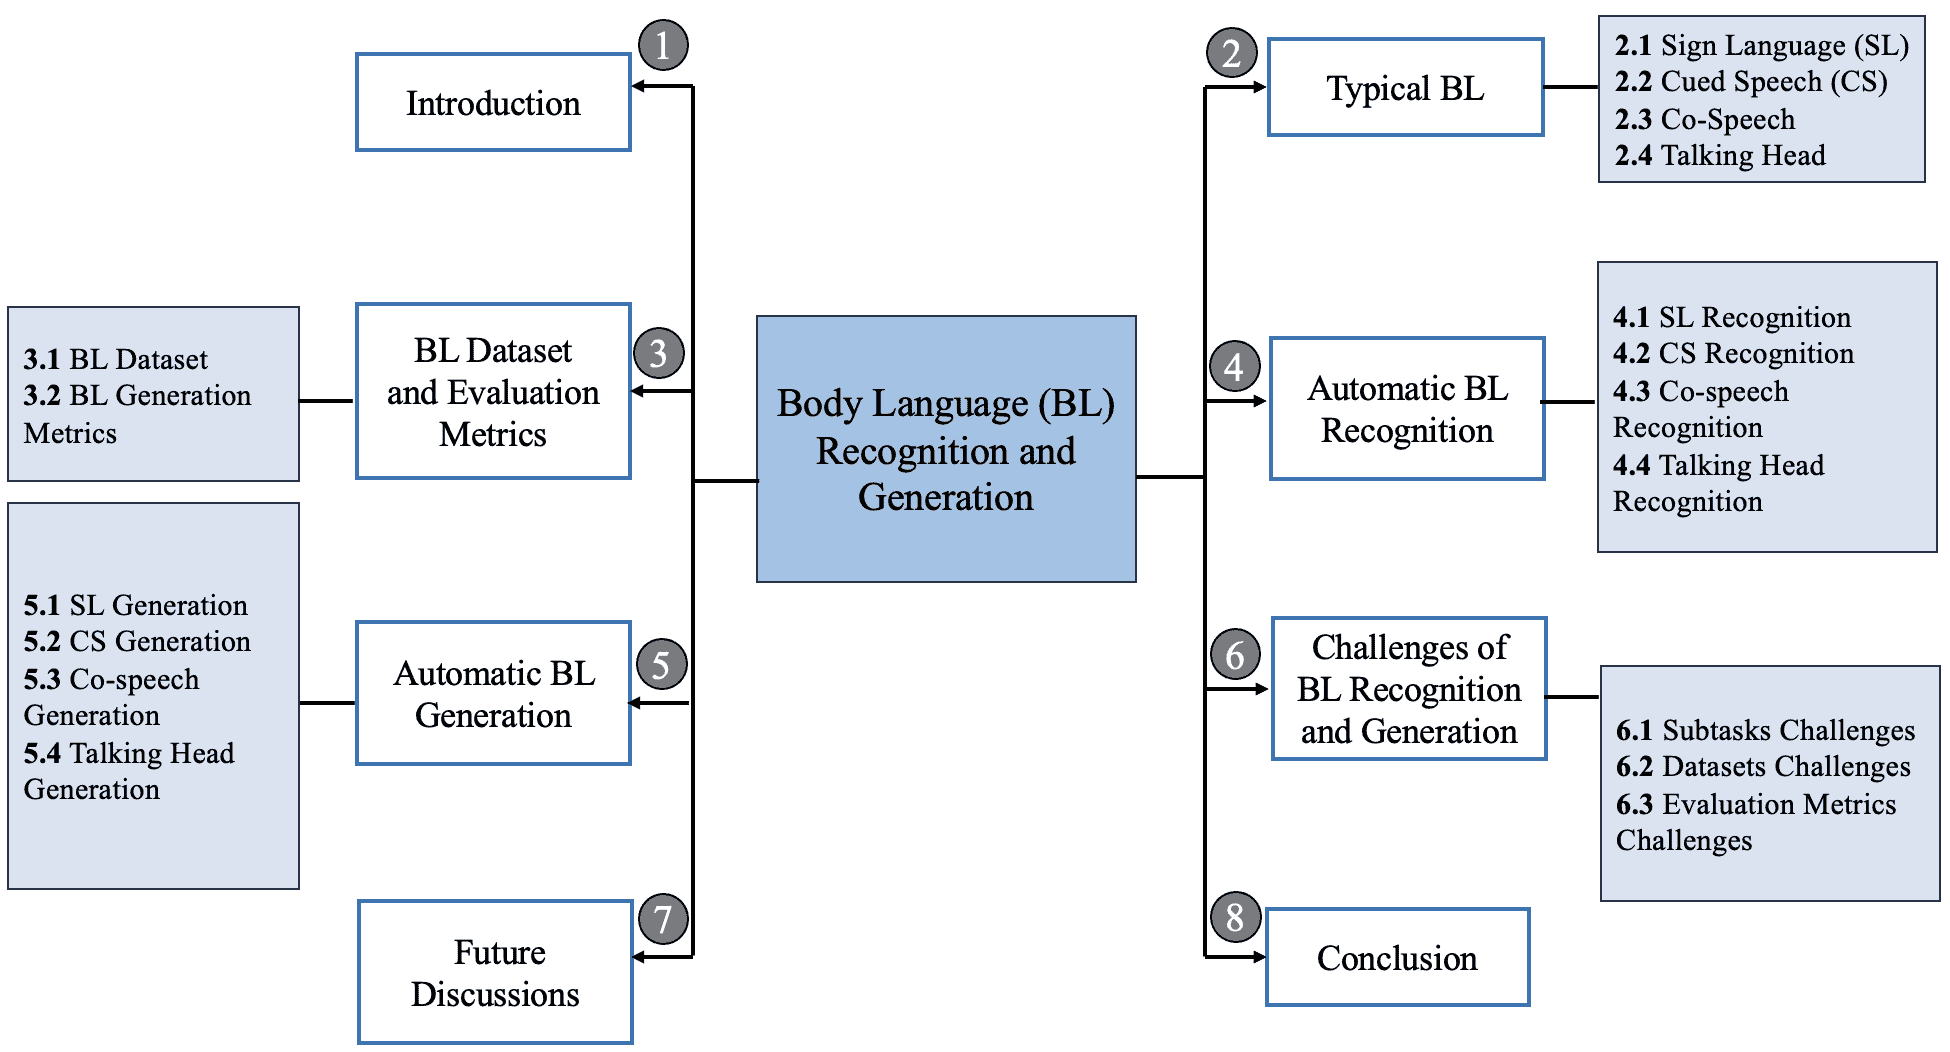 1
Introduction
2
Typical BL
2.1 Sign Language (SL)
2.2 Cued Speech (CS)
2.3 Co-Speech
2.4 Talking Head
3
BL Dataset
and Evaluation
Metrics
3.1 BL Dataset
3.2 BL Generation
Metrics
Body Language (BL)
Recognition and
Generation
4
Automatic BL
Recognition
4.1 SL Recognition
4.2 CS Recognition
4.3 Co-speech
Recognition
4.4 Talking Head
Recognition
5
Automatic BL
Generation
5.1 SL Generation
5.2 CS Generation
5.3 Co-speech
Generation
5.4 Talking Head
Generation
6
Challenges of
BL Recognition
and Generation
6.1 Subtasks Challenges
6.2 Datasets Challenges
6.3 Evaluation Metrics
Challenges
7
Future
Discussions
8
Conclusion